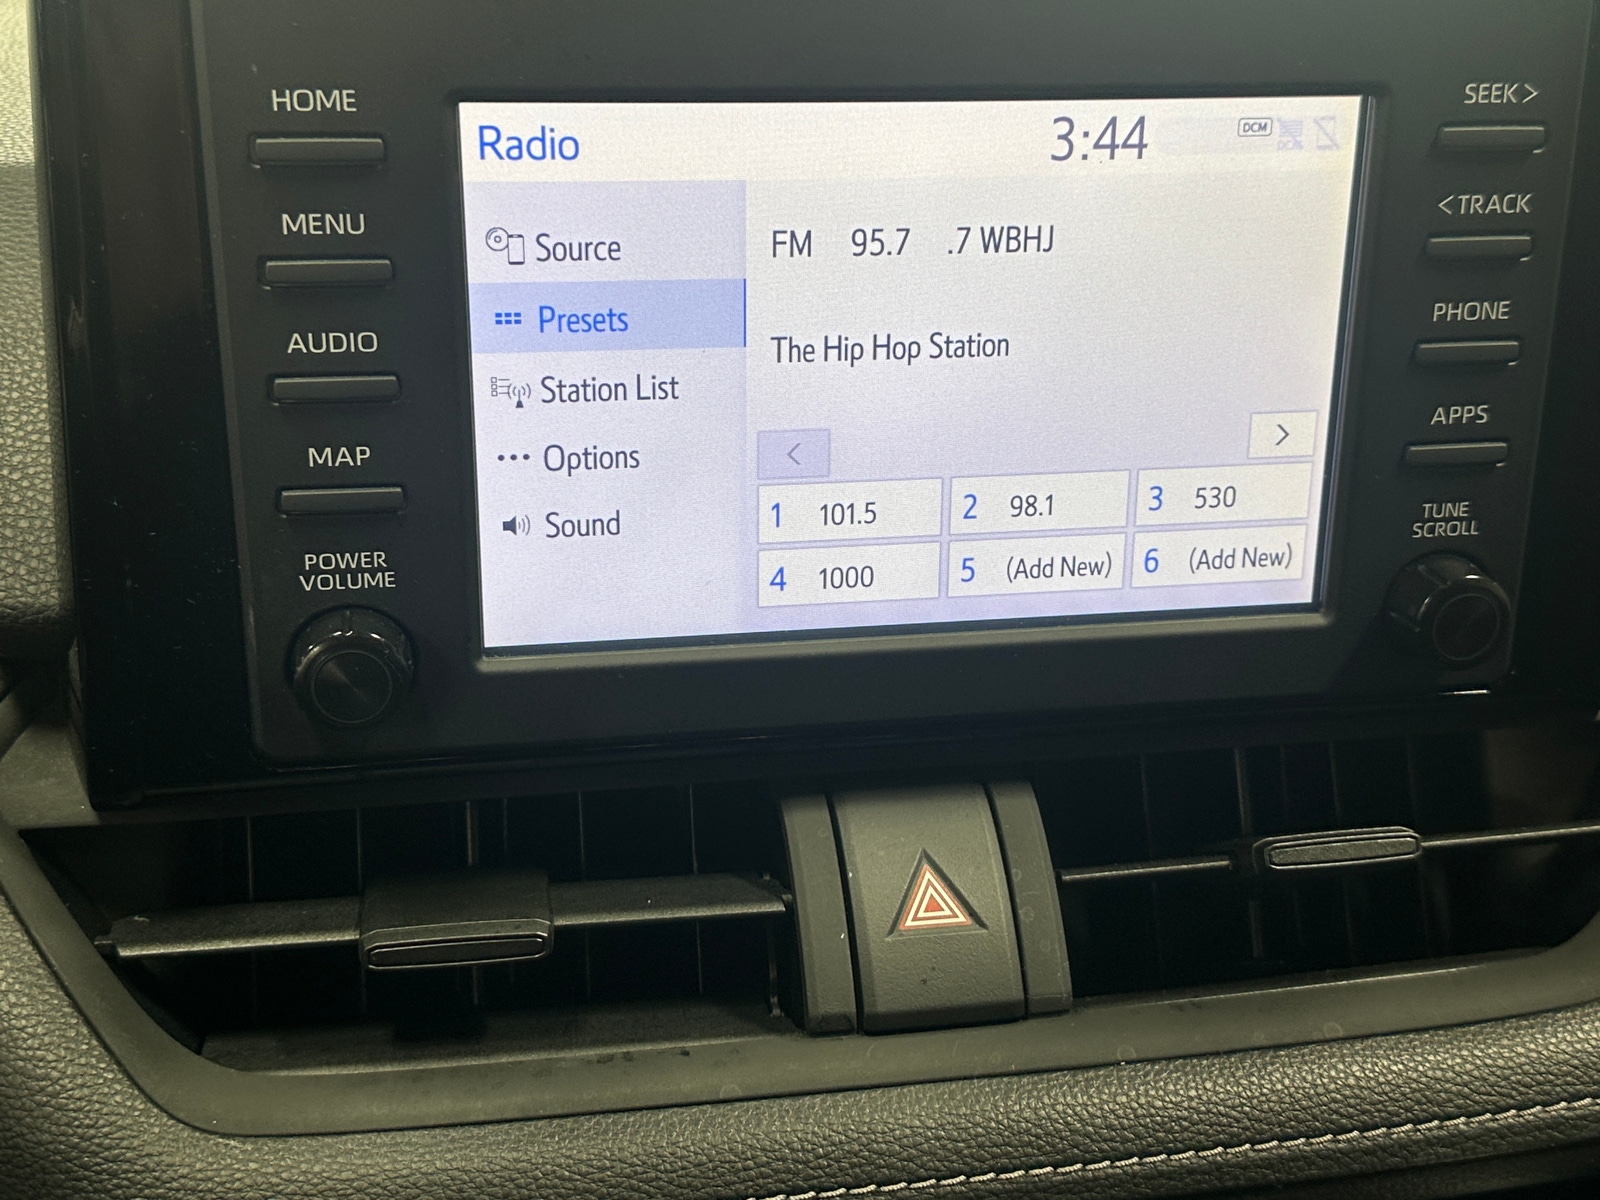 HOME
MENU
AUDIO
MAP
POWER
VOLUME
Radio
3:44
DCM
Source
Presets
Station List
Options
Sound
FM 95.7 .7 WBHJ
The Hip Hop Station
<
>
1 101.5
2 98.1
3 530
4 1000
5 (Add New)
6 (Add New)
SEEK >
< TRACK
PHONE
APPS
TUNE
SCROLL